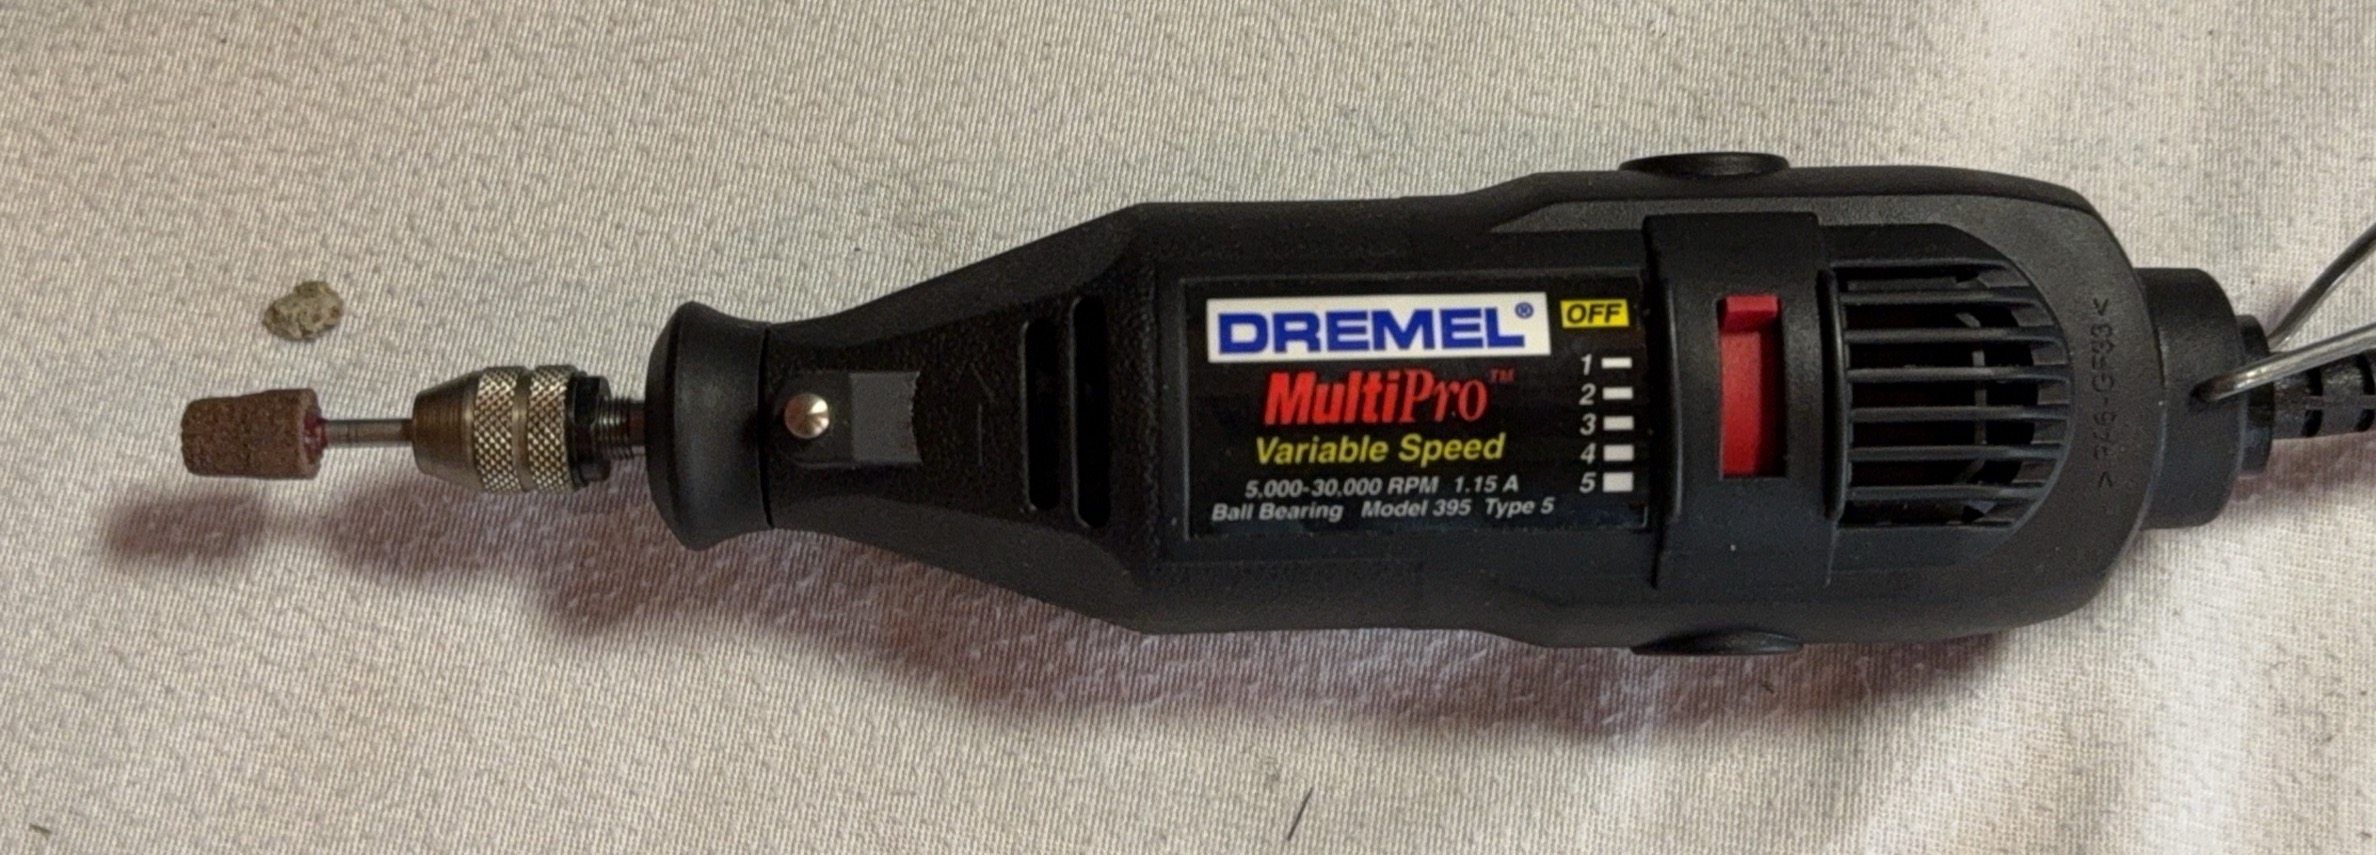 DREMEL®
OFF
MultiPro™
Variable Speed
5,000-30,000 RPM 1.15 A
Ball Bearing Model 395 Type 5
1
2
3
4
5